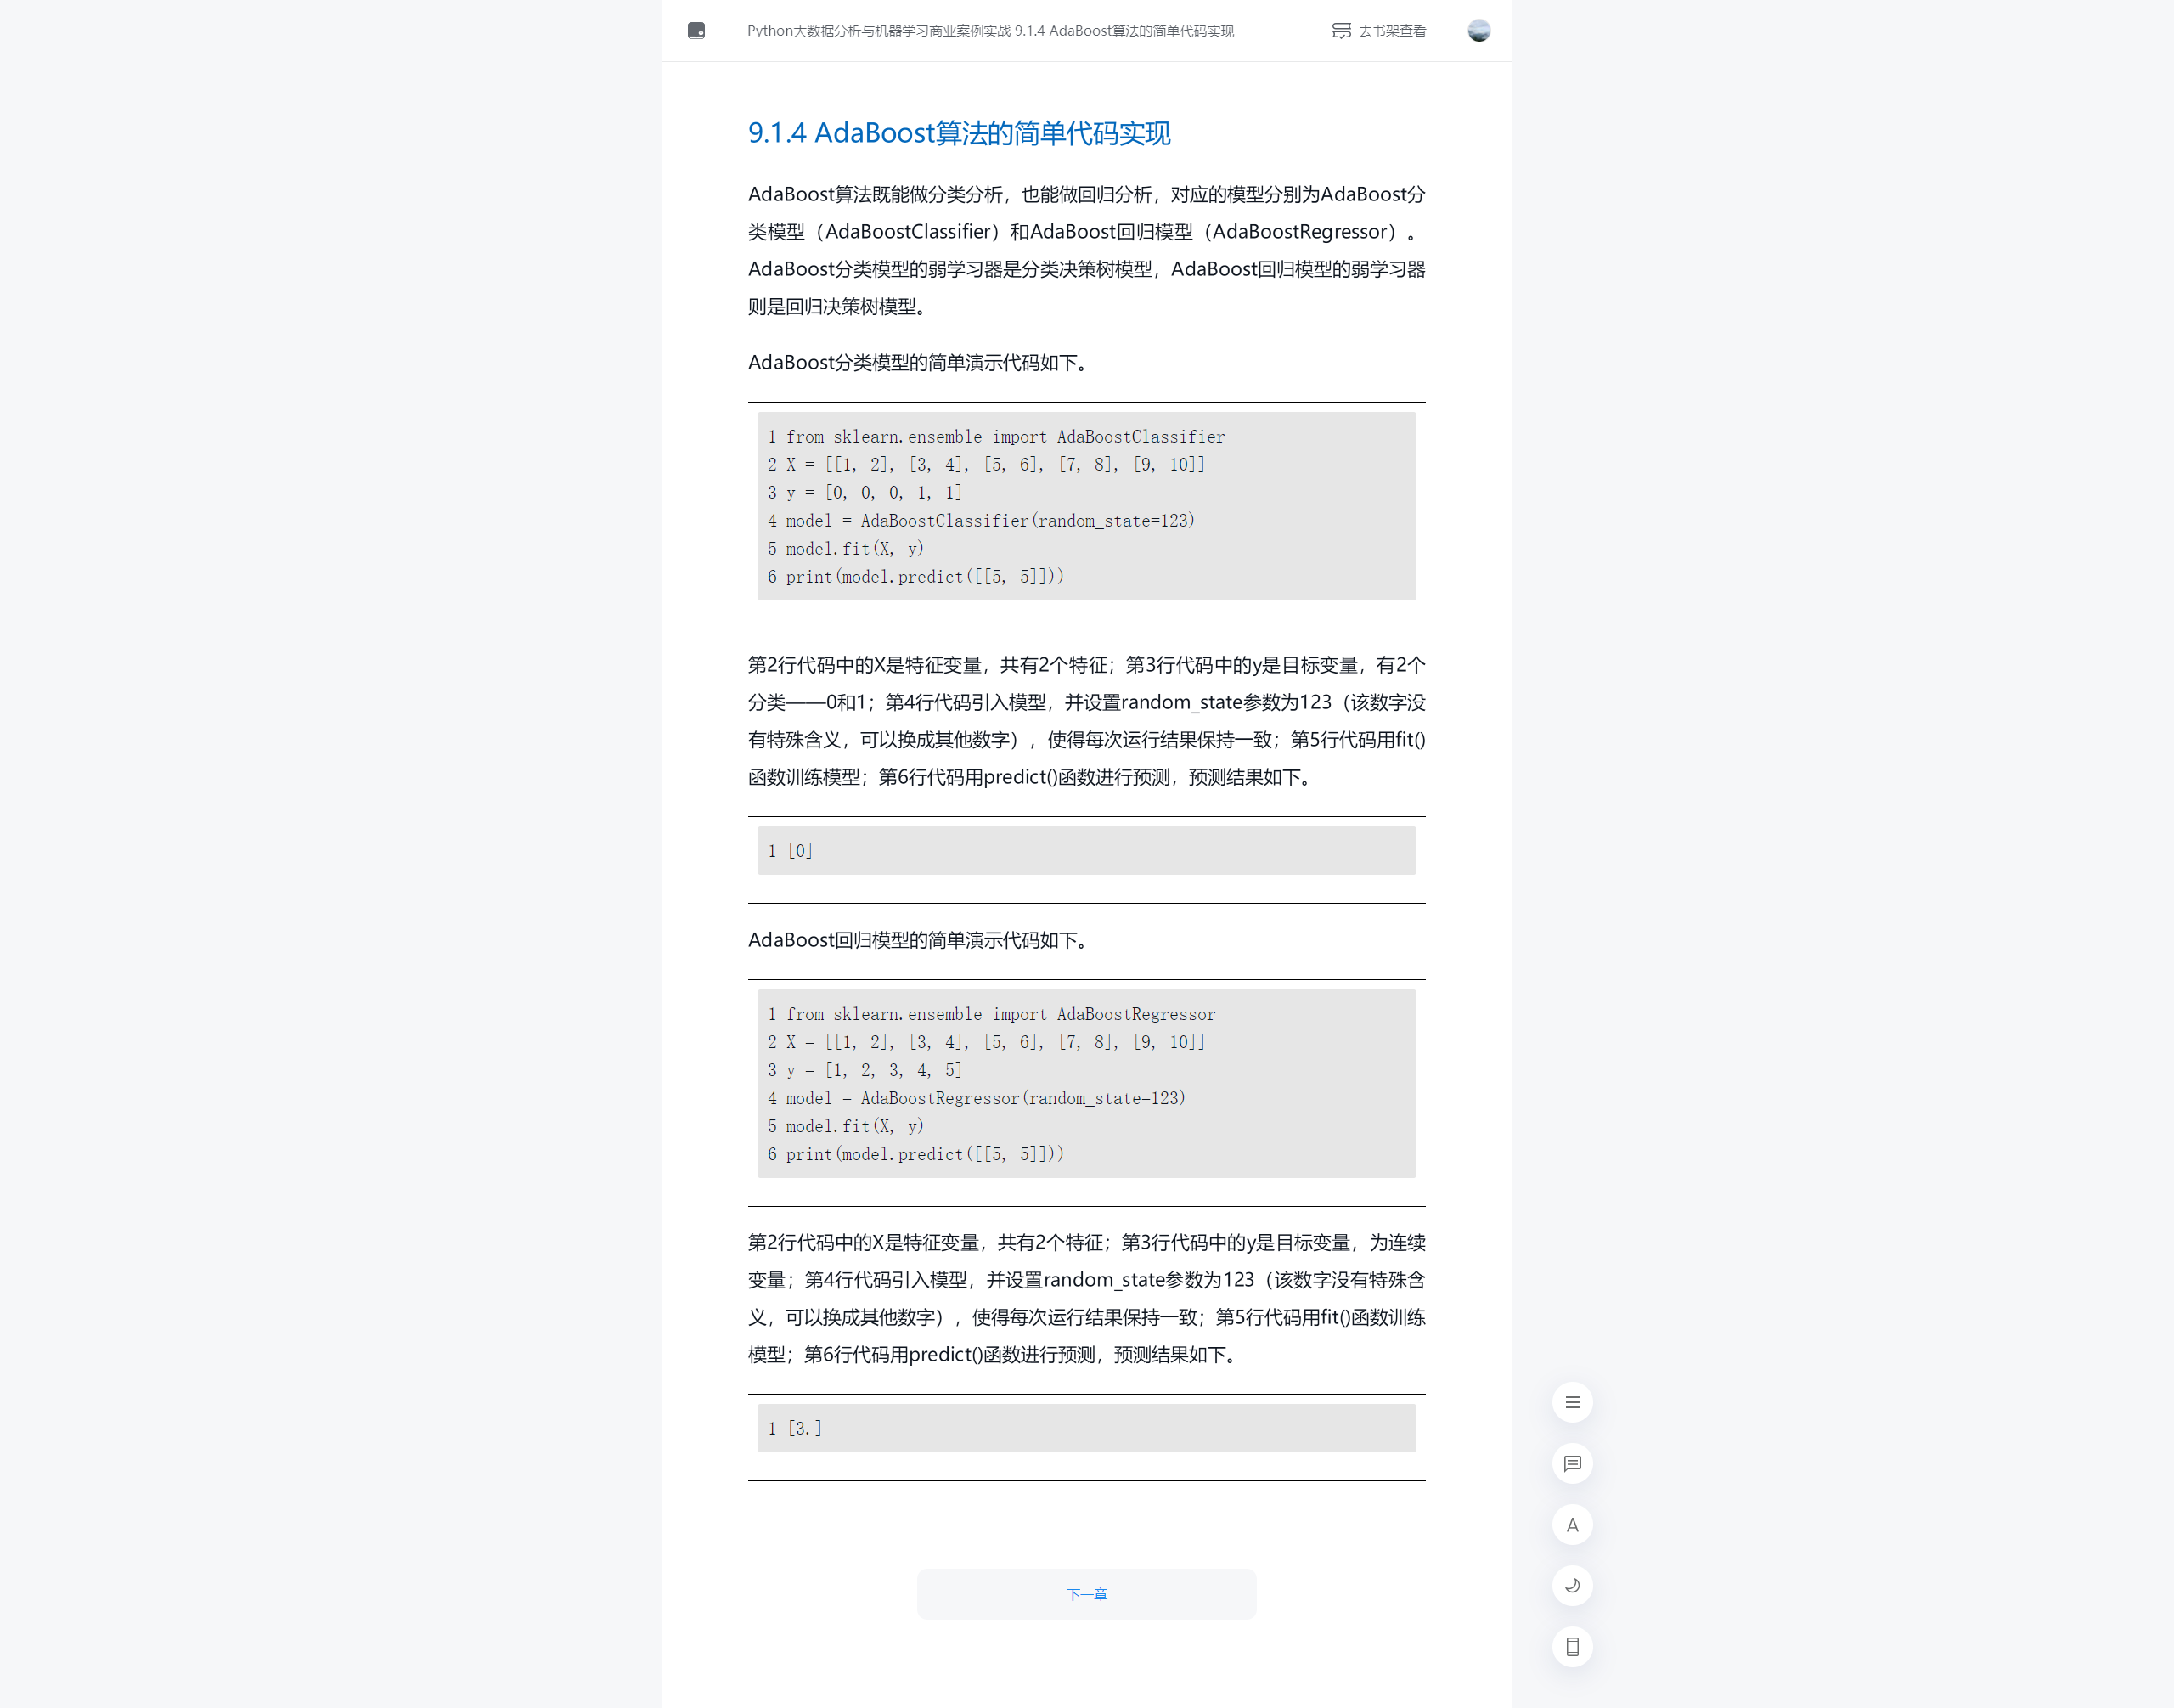 Python大数据分析与机器学习商业案例实战 9.1.4 AdaBoost算法的简单代码实现
去书架查看
9.1.4 AdaBoost算法的简单代码实现
AdaBoost算法既能做分类分析，也能做回归分析，对应的模型分别为AdaBoost分
类模型（AdaBoostClassifier）和AdaBoost回归模型（AdaBoostRegressor）。
AdaBoost分类模型的弱学习器是分类决策树模型，AdaBoost回归模型的弱学习器
则是回归决策树模型。
AdaBoost分类模型的简单演示代码如下。
1 from sklearn.ensemble import AdaBoostClassifier
2 X = [[1, 2], [3, 4], [5, 6], [7, 8], [9, 10]]
3 y = [0, 0, 0, 1, 1]
4 model = AdaBoostClassifier(random_state=123)
5 model.fit(X, y)
6 print(model.predict([[5, 5]]))
第2行代码中的X是特征变量，共有2个特征；第3行代码中的y是目标变量，有2个
分类——0和1；第4行代码引入模型，并设置random_state参数为123（该数字没
有特殊含义，可以换成其他数字），使得每次运行结果保持一致；第5行代码用fit()
函数训练模型；第6行代码用predict()函数进行预测，预测结果如下。
1 [0]
AdaBoost回归模型的简单演示代码如下。
1 from sklearn.ensemble import AdaBoostRegressor
2 X = [[1, 2], [3, 4], [5, 6], [7, 8], [9, 10]]
3 y = [1, 2, 3, 4, 5]
4 model = AdaBoostRegressor(random_state=123)
5 model.fit(X, y)
6 print(model.predict([[5, 5]]))
第2行代码中的X是特征变量，共有2个特征；第3行代码中的y是目标变量，为连续
变量；第4行代码引入模型，并设置random_state参数为123（该数字没有特殊含
义，可以换成其他数字），使得每次运行结果保持一致；第5行代码用fit()函数训练
模型；第6行代码用predict()函数进行预测，预测结果如下。
1 [3.]
下一章
A